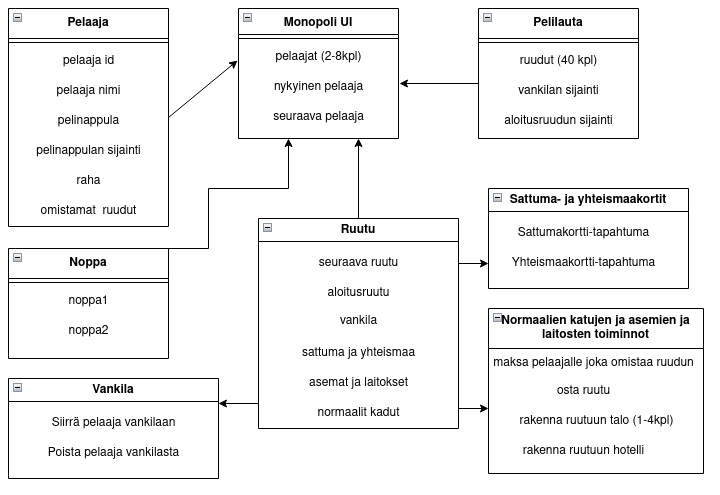 Pelaaja
pelaaja id
pelaaja nimi
pelinappula
pelinappulan sijainti
raha
omistamat ruudut
Monopoli UI
pelaajat (2-8kpl)
nykyinen pelaaja
seuraava pelaaja
Pelilauta
ruudut (40 kpl)
vankilan sijainti
aloitusruudun sijainti
Noppa
noppa1
noppa2
Ruutu
seuraava ruutu
aloitusruutu
vankila
sattuma ja yhteismaa
asemat ja laitokset
normaalit kadut
Sattuma- ja yhteismaakortit
Sattumakortti-tapahtuma
Yhteismaakortti-tapahtuma
Normaalien katujen ja asemien ja
laitosten toiminnot
maksa pelaajalle joka omistaa ruudun
osta ruutu
rakenna ruutuun talo (1-4kpl)
rakenna ruutuun hotelli
Vankila
Siirrä pelaaja vankilaan
Poista pelaaja vankilasta